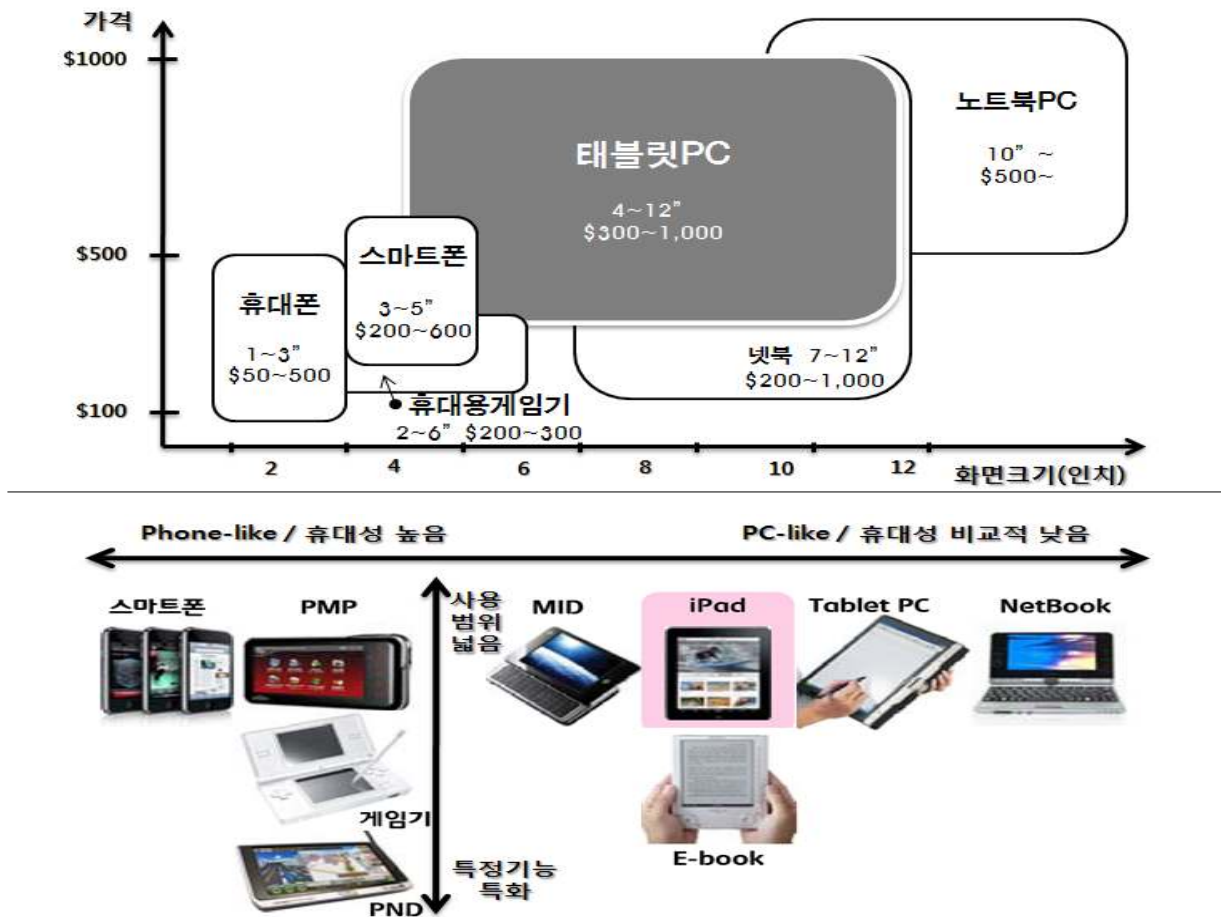 가격
$1000
노트북PC
10” ~
$500~
태블릿PC
4~12”
$300~1,000
$500
스마트폰
3~5”
$200~600
휴대폰
1~3”
$50~500
넷북 7~12”
$200~1,000
$100
휴대용게임기
2~6” $200~300
2 4 6 8 10 12
화면크기(인치)
Phone-like / 휴대성 높음
PC-like / 휴대성 비교적 낮음
스마트폰
PMP
사용
범위
넓음
MID
iPad
Tablet PC
NetBook
게임기
E-book
특정기능
특화
PND